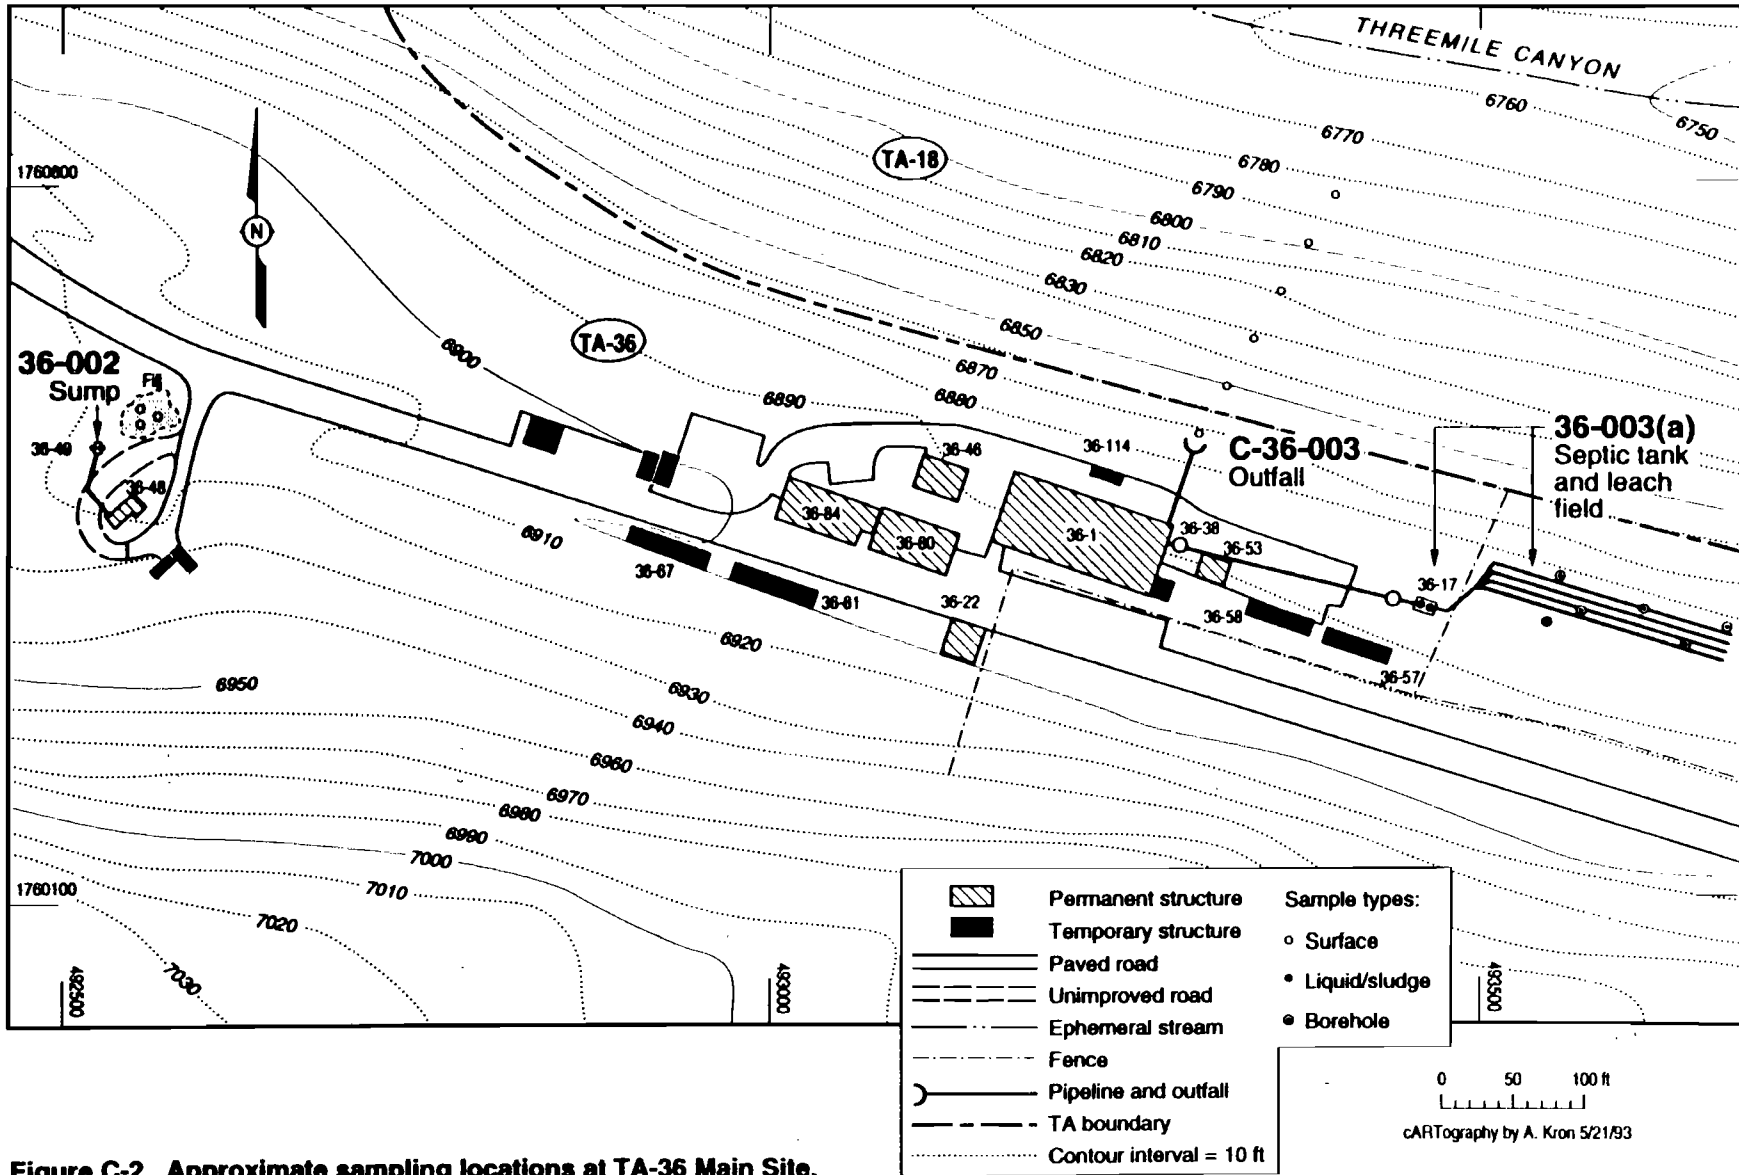 THREEMILE CANYON
6760
6750
6770
6780
6790
6800
6810
6820
6830
6850
6870
6880
6890
6900
TA-18
TA-36
1760600
N
36-002
Sump
Fill
36-49
36-48
36-46
36-114
C-36-003
Outfall
36-003(a)
Septic tank
and leach
field
36-84
36-80
36-1
36-38
36-53
36-17
36-67
36-81
36-22
36-58
36-57
6910
6920
6930
6940
6950
6960
6970
6980
6990
7000
7010
7020
7030
1760100
492500
493000
493500
Permanent structure
Temporary structure
Paved road
Unimproved road
Ephemeral stream
Fence
Pipeline and outfall
TA boundary
Contour interval = 10 ft
Sample types:
Surface
Liquid/sludge
Borehole
0 50 100 ft
cARTography by A. Kron 5/21/93
Figure C-2. Approximate sampling locations at TA-36 Main Site.